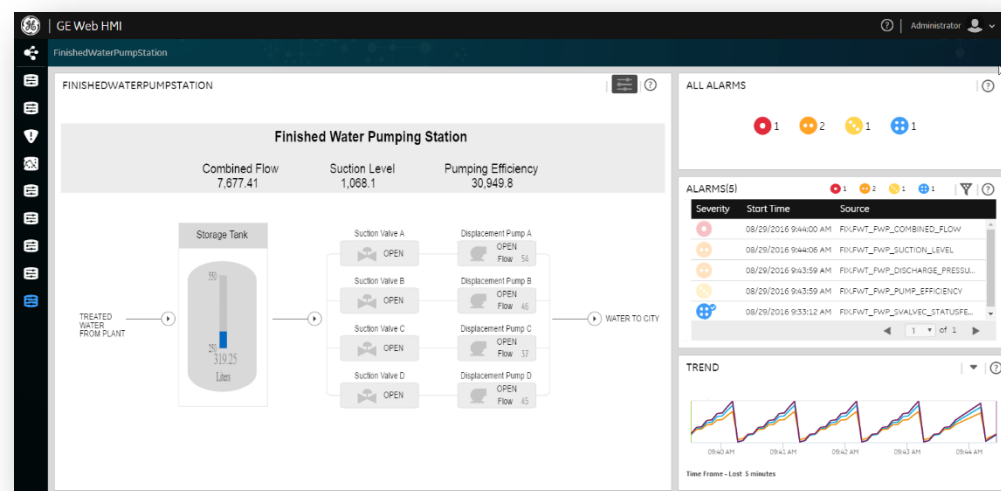 GE Web HMI
Administrator
FinishedWaterPumpStation
FINISHEDWATERPUMPSTATION
Finished Water Pumping Station
Combined Flow Suction Level Pumping Efficiency
7,677.41 1,068.1 30,949.8
Storage Tank
550
250
319.25
Liters
TREATED
WATER
FROM PLANT
Suction Valve A
OPEN
Displacement Pump A
OPEN
Flow 54
Suction Valve B
OPEN
Displacement Pump B
OPEN
Flow 46
Suction Valve C
OPEN
Displacement Pump C
OPEN
Flow 37
Suction Valve D
OPEN
Displacement Pump D
OPEN
Flow 45
WATER TO CITY
ALL ALARMS
1 2 1 1
ALARMS(5) 1 2 1 1
Severity Start Time Source
08/29/2016 9:44:00 AM FIX.FWT_FWP_COMBINED_FLOW
08/29/2016 9:44:06 AM FIX.FWT_FWP_SUCTION_LEVEL
08/29/2016 9:43:59 AM FIX.FWT_FWP_DISCHARGE_PRESSU...
08/29/2016 9:43:59 AM FIX.FWT_FWP_PUMP_EFFICIENCY
08/29/2016 9:33:12 AM FIX.FWT_FWP_SVALVEC_STATUSFE...
1 of 1
TREND
09:40 AM 09:41 AM 09:42 AM 09:43 AM 09:44 AM
Time Frame - Last 5 minutes